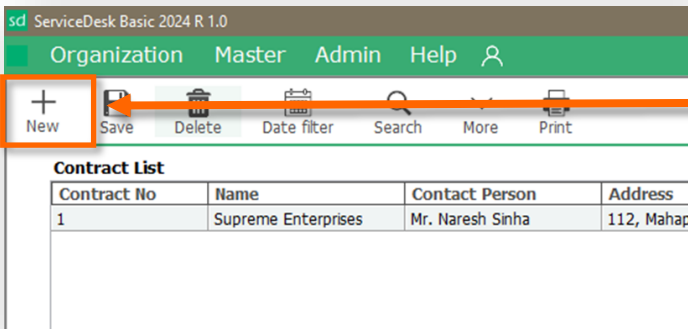 sd ServiceDesk Basic 2024 R 1.0
Organization Master Admin Help
New Save Delete Date filter Search More Print
Contract List
Contract No Name Contact Person Address
1 Supreme Enterprises Mr. Naresh Sinha 112,